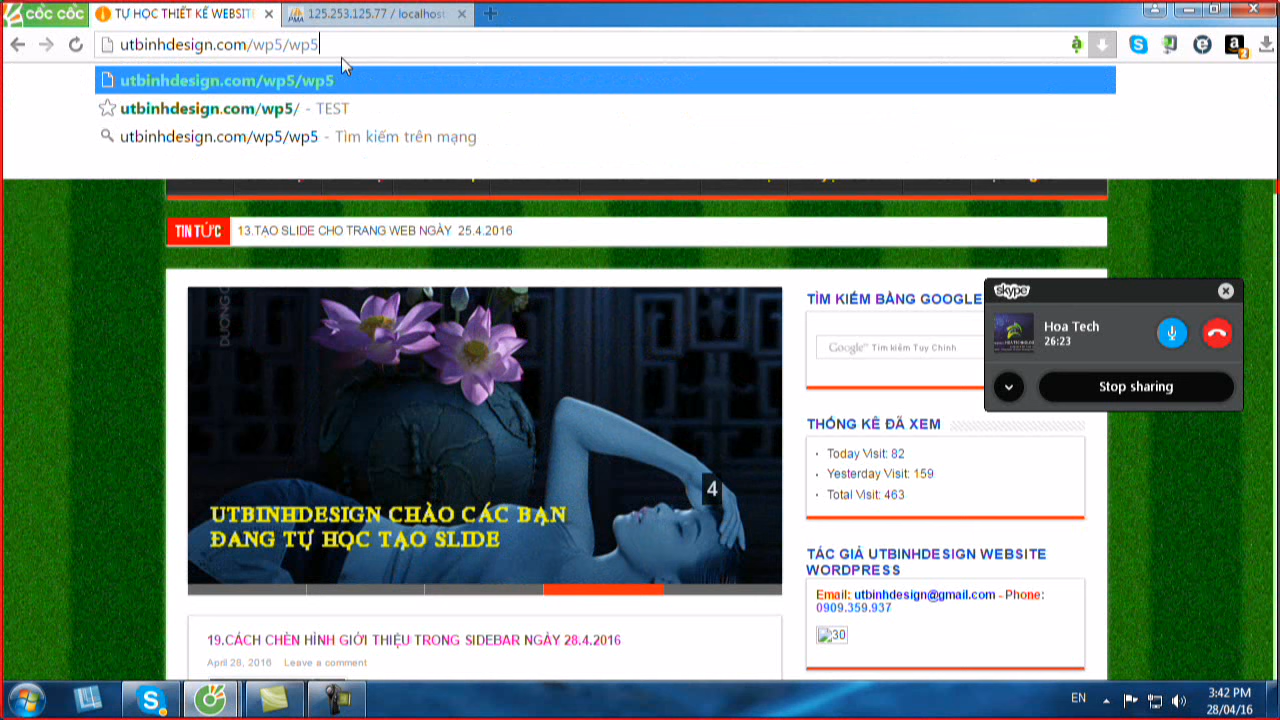 CỐC CỐC
TỰ HỌC THIẾT KẾ WEBSIT
125.253.125.77 / localhost
utbinhdesign.com/wp5/wp5
utbinhdesign.com/wp5/wp5
utbinhdesign.com/wp5/ - TEST
utbinhdesign.com/wp5/wp5 - Tìm kiếm trên mạng
TIN TỨC
13.TẠO SLIDE CHO TRANG WEB NGÀY 25.4.2016
4
UTBINHDESIGN CHÀO CÁC BẠN
ĐANG TỰ HỌC TẠO SLIDE
19.CÁCH CHÈN HÌNH GIỚI THIỆU TRONG SIDEBAR NGÀY 28.4.2016
April 28, 2016 Leave a comment
TÌM KIẾM BẰNG GOOGLE
Google™ Tìm kiếm Tùy Chỉnh
THỐNG KÊ ĐÃ XEM
Today Visit: 82
Yesterday Visit: 159
Total Visit: 463
TÁC GIẢ UTBINHDESIGN WEBSITE
WORDPRESS
Email: utbinhdesign@gmail.com - Phone:
0909.359.937
30
skype
Hoa Tech
26:23
Stop sharing
EN
3:42 PM
28/04/16